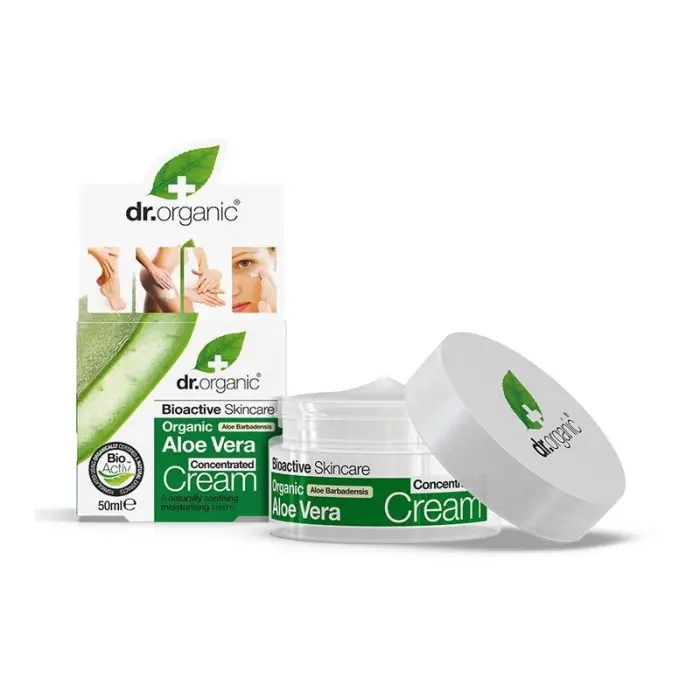 dr.organic®
dr.organic®
Bioactive Skincare
Organic Aloe Barbadensis
Aloe Vera
Concentrated
Cream
A naturally soothing
moisturising cream
Bio
Activ
50ml℮
Bioactive Skincare
Organic Aloe Barbadensis
Aloe Vera
Concentrated
Cream
dr.organic®